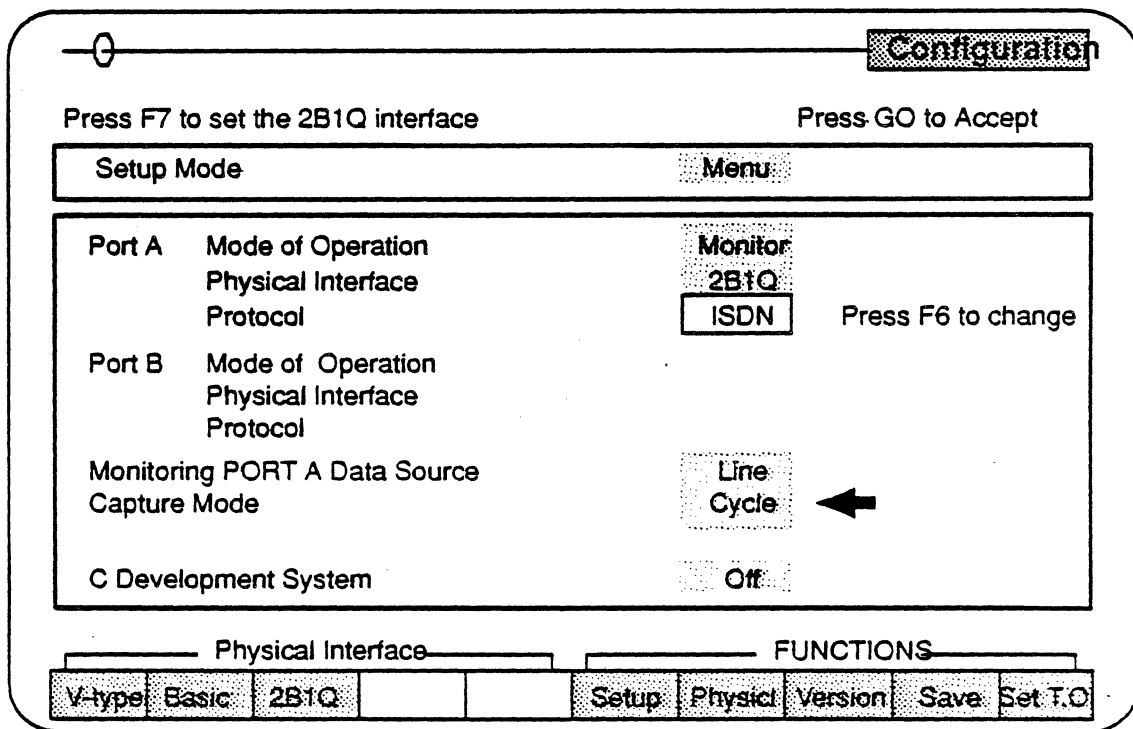 Configuration
Press F7 to set the 2B1Q interface Press GO to Accept
Setup Mode Menu
Port A Mode of Operation Monitor
Physical Interface 2B1Q
Protocol ISDN Press F6 to change
Port B Mode of Operation
Physical Interface
Protocol
Monitoring PORT A Data Source Line
Capture Mode Cycle
C Development System Off
Physical Interface FUNCTIONS
V-type Basic 2B1Q Setup Physicl Version Save Set T.O